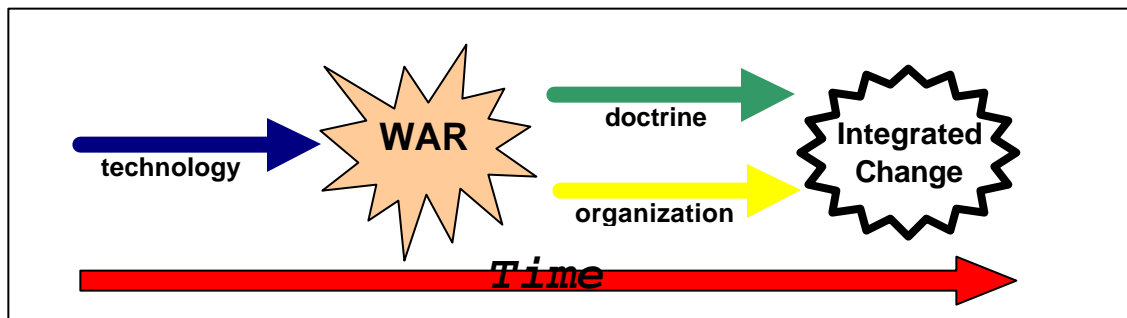 technology
WAR
doctrine
organization
Integrated
Change
Time